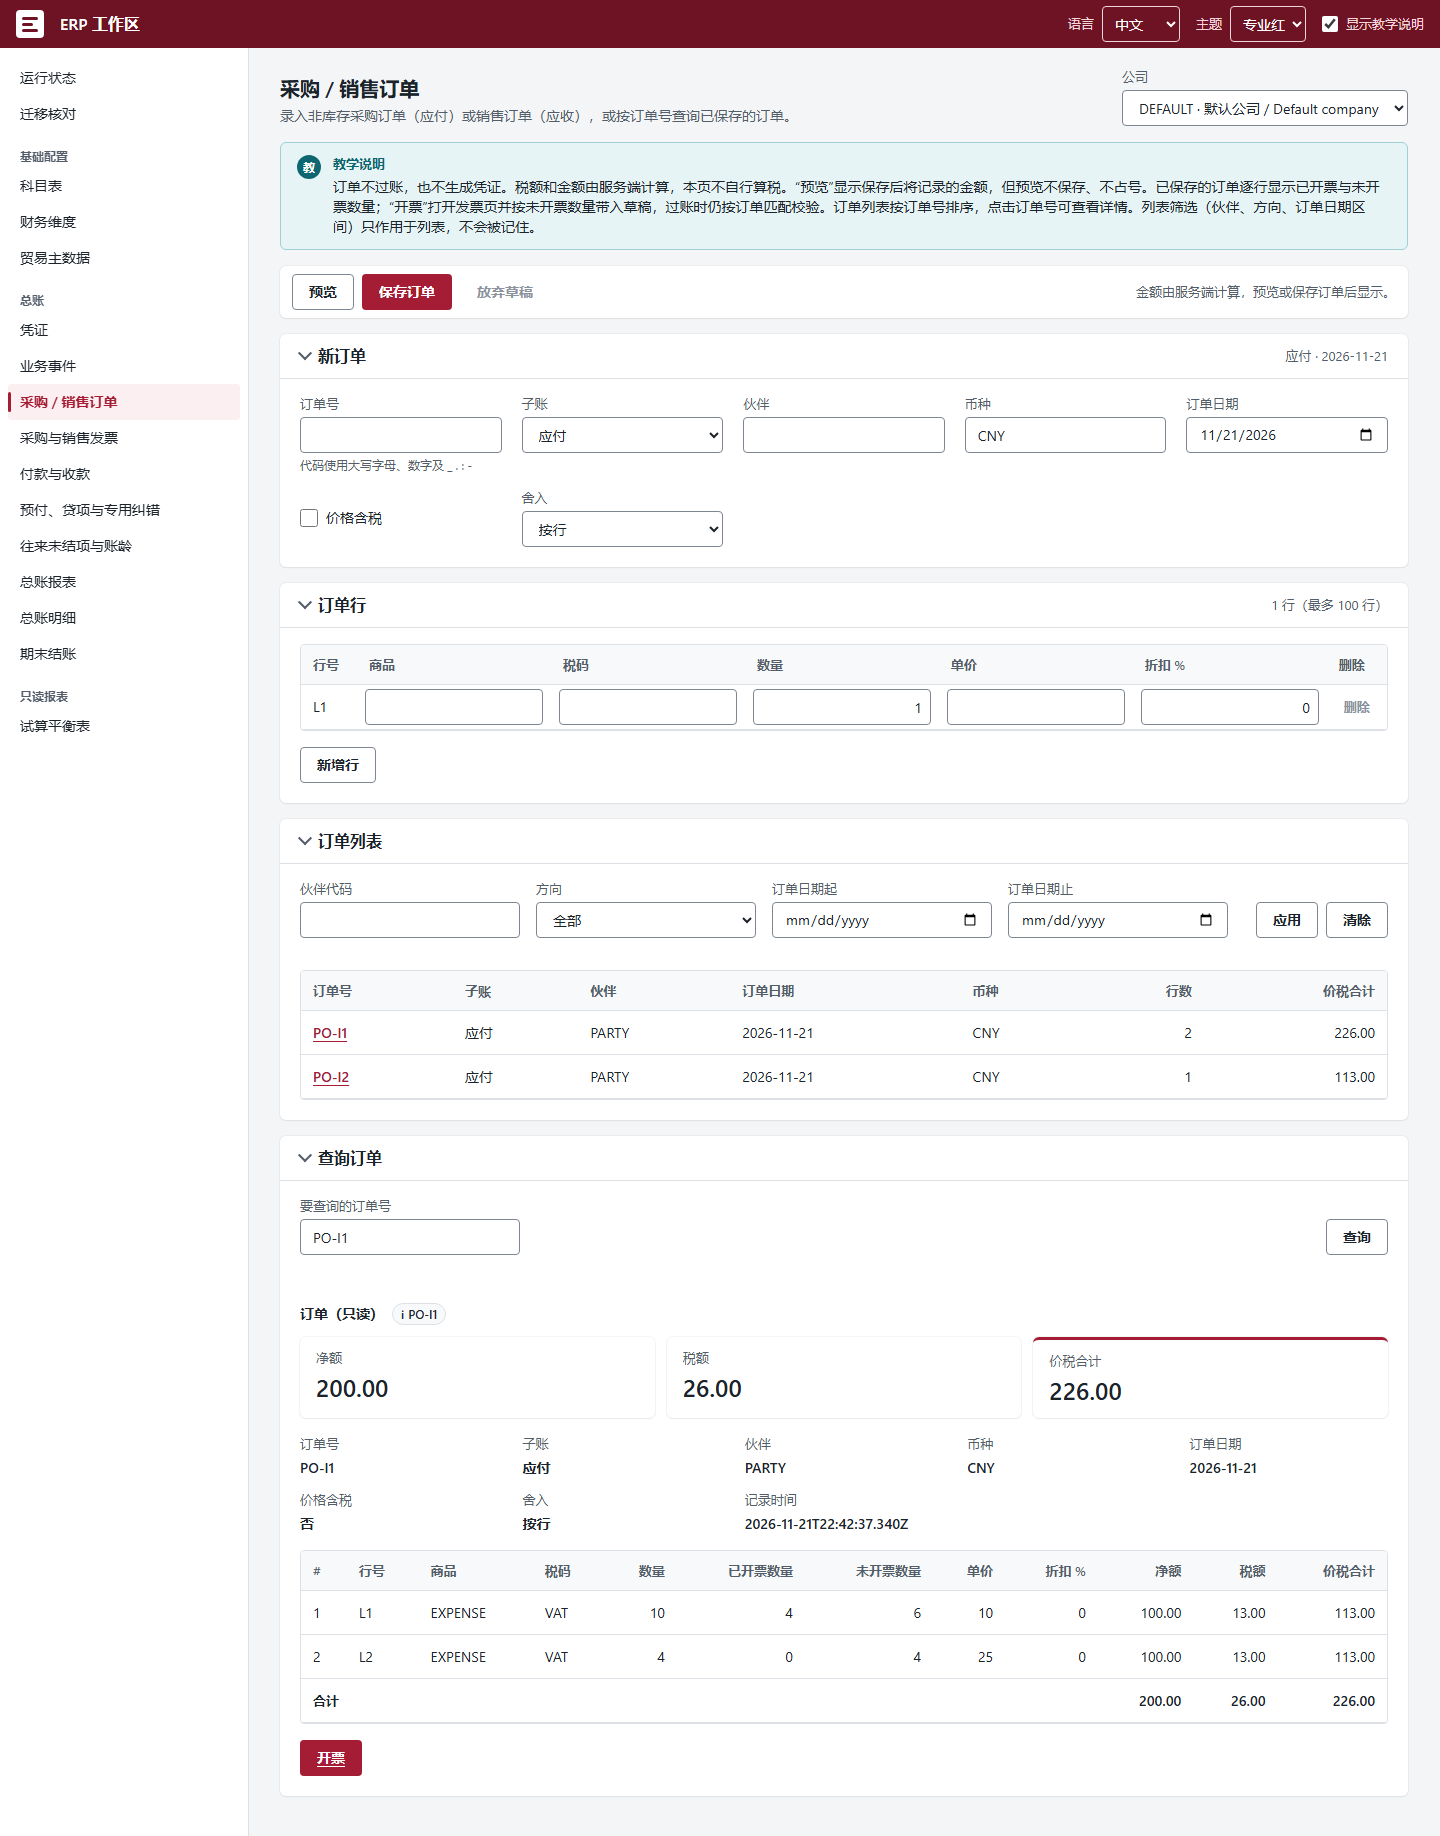 ERP 工作区
语言 中文 主题 专业红 显示教学说明
运行状态
迁移核对
基础配置
科目表
财务维度
贸易主数据
总账
凭证
业务事件
采购 / 销售订单
采购与销售发票
付款与收款
预付、贷项与专用纠错
往来未结项与账龄
总账报表
总账明细
期末结账
只读报表
试算平衡表
采购 / 销售订单
录入非库存采购订单（应付）或销售订单（应收），或按订单号查询已保存的订单。
公司
DEFAULT · 默认公司 / Default company
教 教学说明
订单不过账，也不生成凭证。税额和金额由服务端计算，本页不自行算税。“预览”显示保存后将记录的金额，但预览不保存、不占号。已保存的订单逐行显示已开票与未开
票数量；“开票”打开发票页并按未开票数量带入草稿，过账时仍按订单匹配校验。订单列表按订单号排序，点击订单号可查看详情。列表筛选（伙伴、方向、订单日期区
间）只作用于列表，不会被记住。
预览 保存订单 放弃草稿 金额由服务端计算，预览或保存订单后显示。
新订单 应付 · 2026-11-21
订单号 子账 伙伴 币种 订单日期
应付 CNY 11/21/2026
代码使用大写字母、数字及 _ . : -
舍入
价格含税 按行
订单行 1 行（最多 100 行）
行号 商品 税码 数量 单价 折扣 % 删除
L1 1 0 删除
新增行
订单列表
伙伴代码 方向 订单日期起 订单日期止
全部 mm/dd/yyyy mm/dd/yyyy 应用 清除
订单号 子账 伙伴 订单日期 币种 行数 价税合计
PO-I1 应付 PARTY 2026-11-21 CNY 2 226.00
PO-I2 应付 PARTY 2026-11-21 CNY 1 113.00
查询订单
要查询的订单号
PO-I1 查询
订单（只读） i PO-I1
净额 税额 价税合计
200.00 26.00 226.00
订单号 子账 伙伴 币种 订单日期
PO-I1 应付 PARTY CNY 2026-11-21
价格含税 舍入 记录时间
否 按行 2026-11-21T22:42:37.340Z
# 行号 商品 税码 数量 已开票数量 未开票数量 单价 折扣 % 净额 税额 价税合计
1 L1 EXPENSE VAT 10 4 6 10 0 100.00 13.00 113.00
2 L2 EXPENSE VAT 4 0 4 25 0 100.00 13.00 113.00
合计 200.00 26.00 226.00
开票